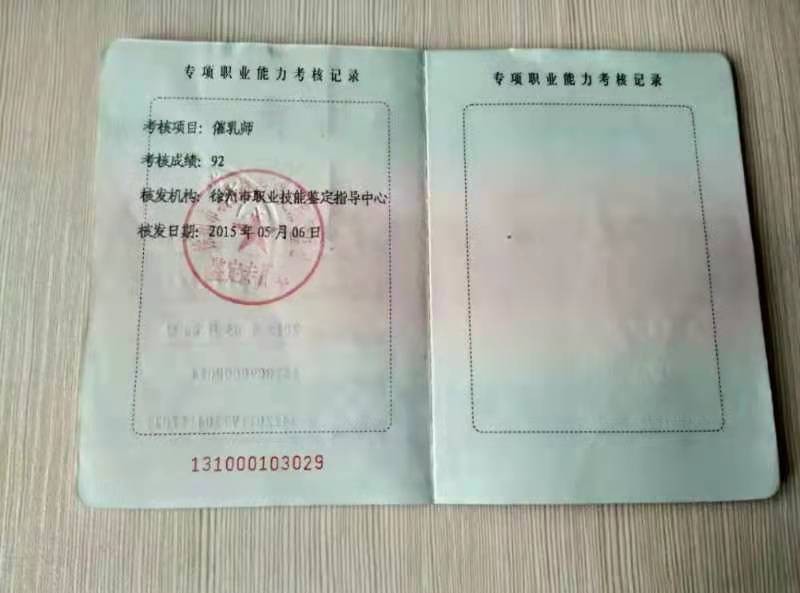 专项职业能力考核记录
考核项目：催乳师
考核成绩：92
核发机构：徐州市职业技能鉴定指导中心
核发日期：2015 年 05 月 06 日
131000103029
专项职业能力考核记录